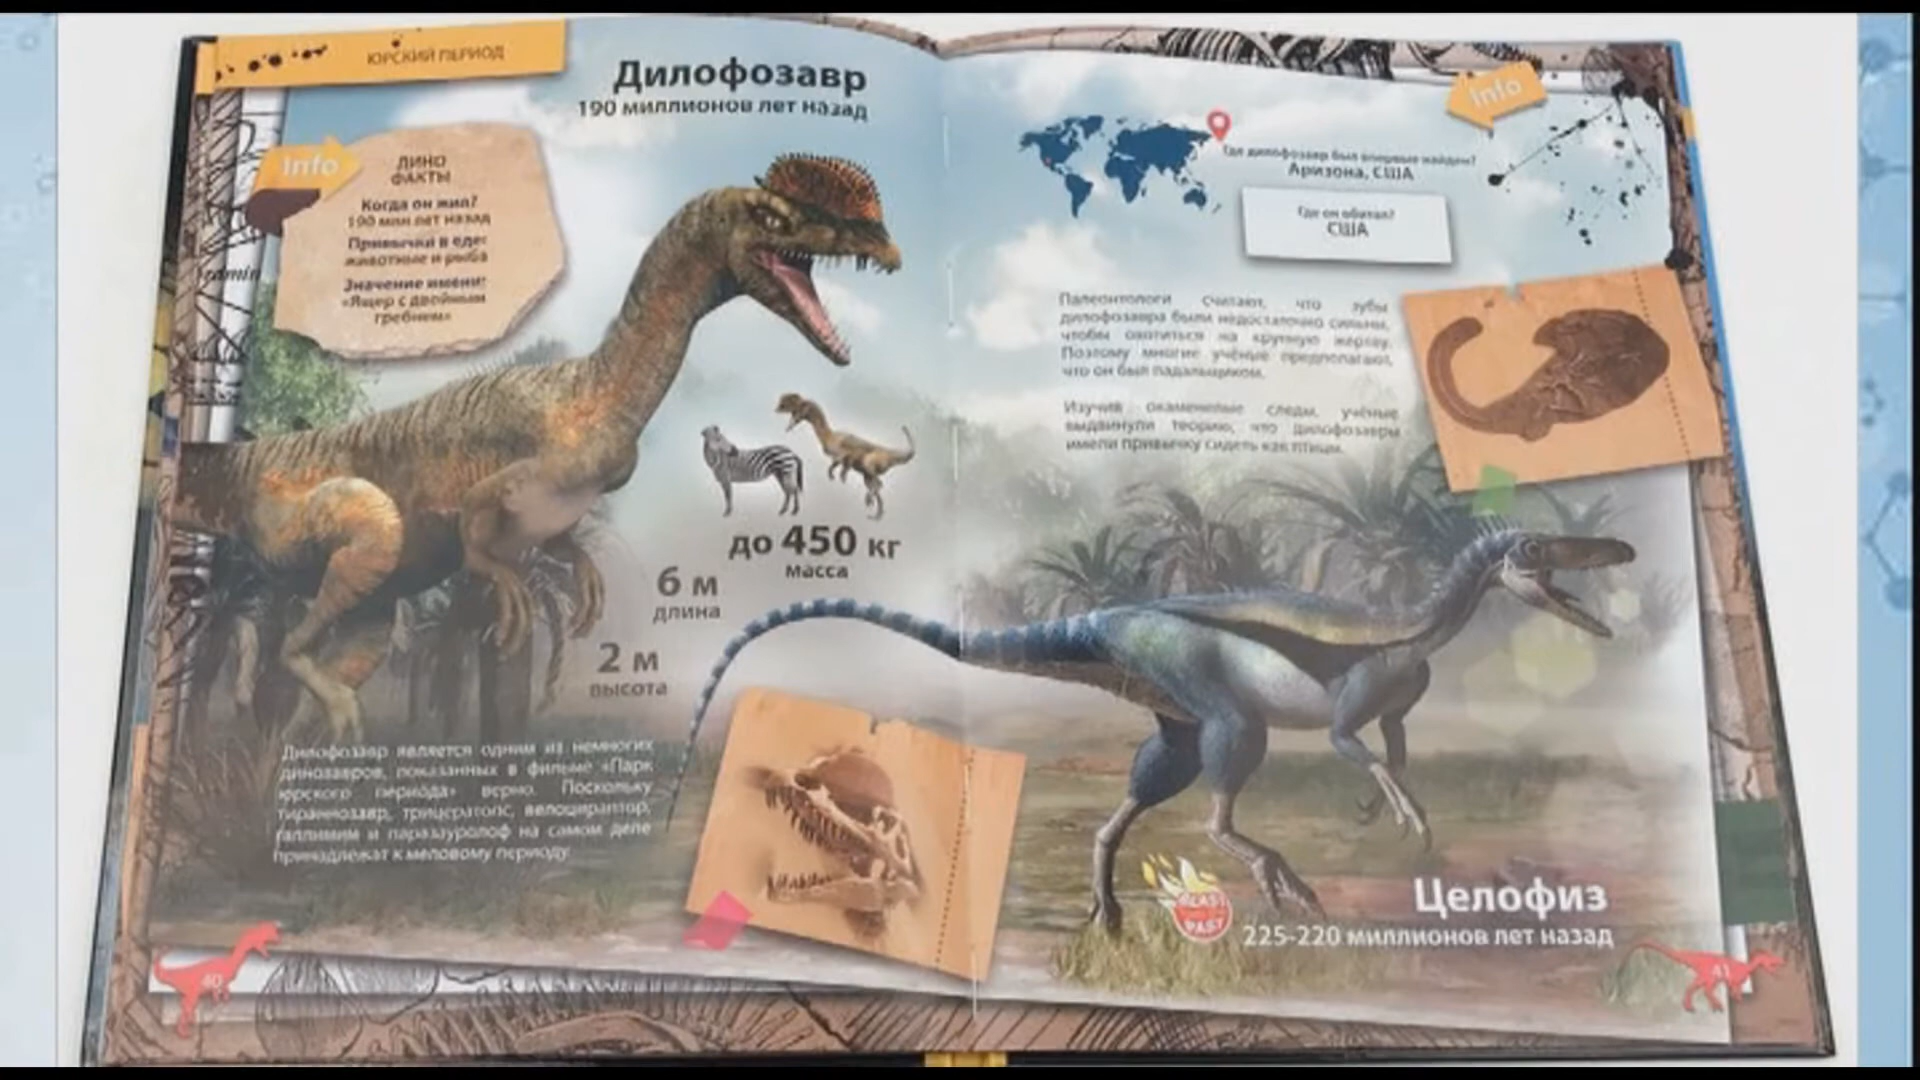 ЮРСКИЙ ПЕРИОД
Дилофозавр
190 миллионов лет назад
Info
ДИНО
ФАКТЫ
Когда он жил?
190 млн лет назад
Привычки в еде:
животные и рыба
Значение имени:
«Ящер с двойным
гребнем»
до 450 кг
масса
6 м
длина
2 м
высота
Дилофозавр является одним из немногих
динозавров, показанных в фильме «Парк
юрского периода» верно. Поскольку
тираннозавр, трицератопс, велоцираптор,
галлимим и паразауролоф на самом деле
принадлежат к меловому периоду.
40
Info
Где дилофозавр был впервые найден?
Аризона, США
Где он обитал?
США
Палеонтологи считают, что зубы
дилофозавра были недостаточно сильны,
чтобы охотиться на крупную жертву.
Поэтому многие учёные предполагают,
что он был падальщиком.
Изучив окаменелые следы, учёные
выдвинули теорию, что дилофозавры
имели привычку сидеть как птицы.
BLAST
PAST
Целофиз
225-220 миллионов лет назад
41